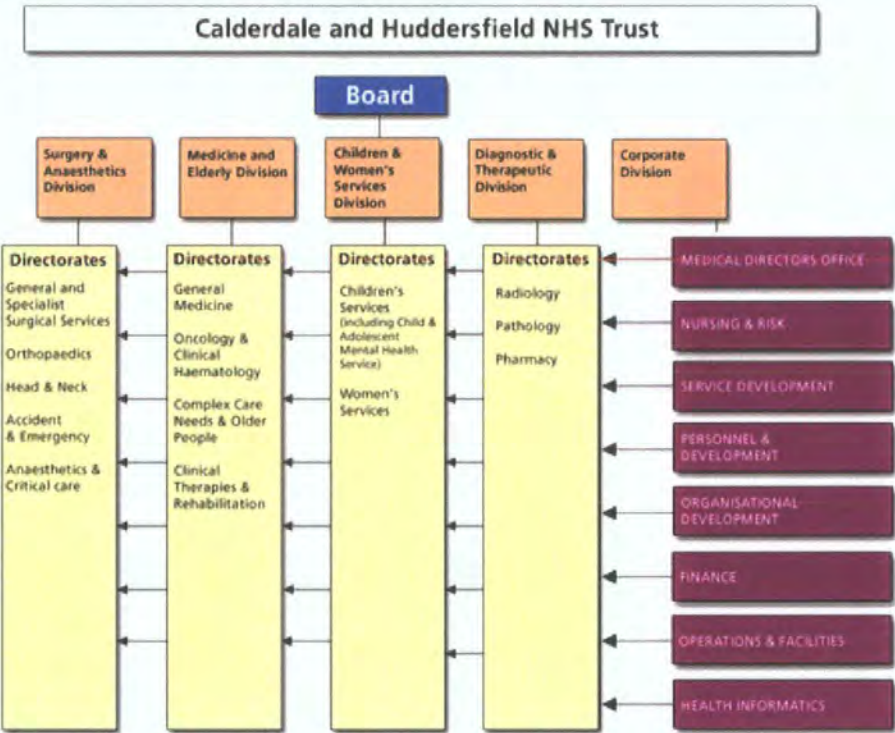 Calderdale and Huddersfield NHS Trust
Board
Surgery &
Anaesthetics
Division
Medicine and
Elderly Division
Children &
Women's
Services
Division
Diagnostic &
Therapeutic
Division
Corporate
Division
Directorates
General and
Specialist
Surgical Services
Orthopaedics
Head & Neck
Accident
& Emergency
Anaesthetics &
Critical care
Directorates
General
Medicine
Oncology &
Clinical
Haematology
Complex Care
Needs & Older
People
Clinical
Therapies &
Rehabilitation
Directorates
Children's
Services
(including Child &
Adolescent
Mental Health
Service)
Women's
Services
Directorates
Radiology
Pathology
Pharmacy
MEDICAL DIRECTORS OFFICE
NURSING & RISK
SERVICE DEVELOPMENT
PERSONNEL &
DEVELOPMENT
ORGANISATIONAL
DEVELOPMENT
FINANCE
OPERATIONS & FACILITIES
HEALTH INFORMATICS